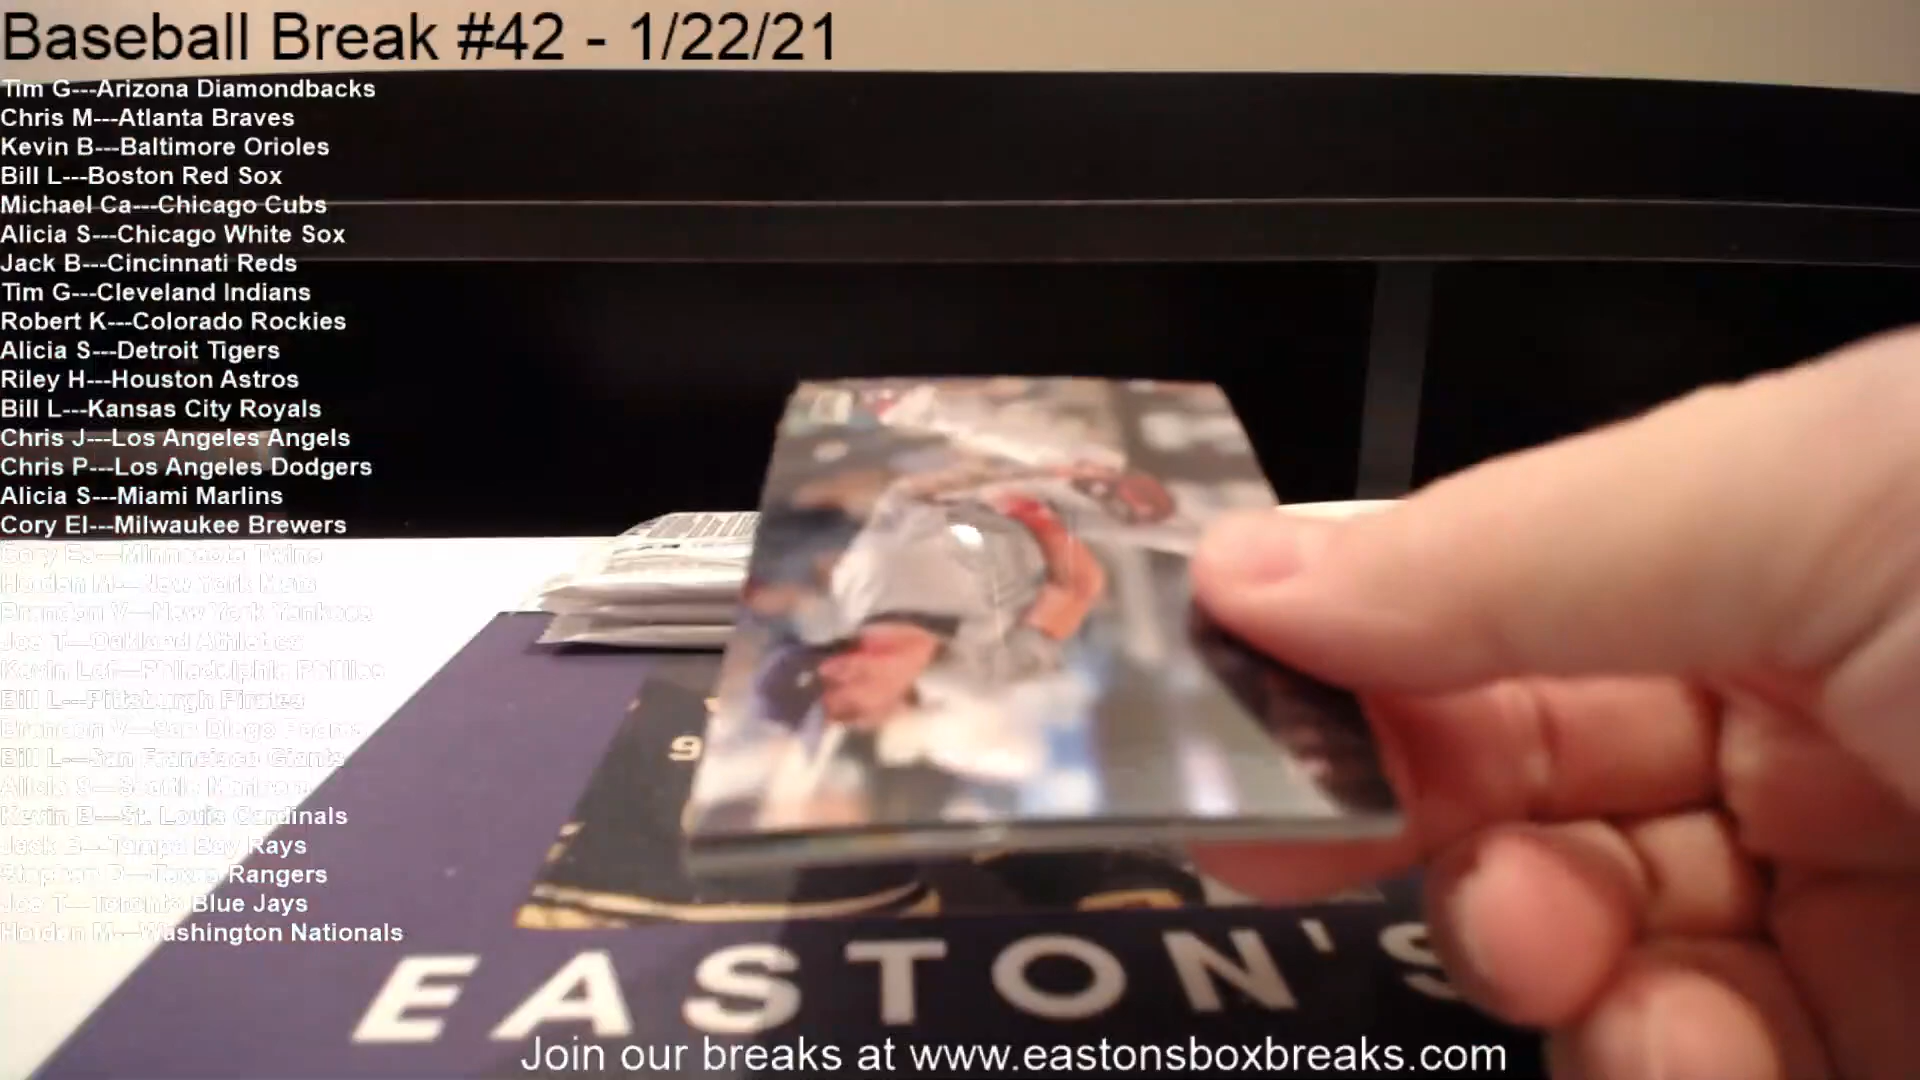 Baseball Break #42 - 1/22/21
Tim G---Arizona Diamondbacks
Chris M---Atlanta Braves
Kevin B---Baltimore Orioles
Bill L---Boston Red Sox
Michael Ca---Chicago Cubs
Alicia S---Chicago White Sox
Jack B---Cincinnati Reds
Tim G---Cleveland Indians
Robert K---Colorado Rockies
Alicia S---Detroit Tigers
Riley H---Houston Astros
Bill L---Kansas City Royals
Chris J---Los Angeles Angels
Chris P---Los Angeles Dodgers
Alicia S---Miami Marlins
Cory El---Milwaukee Brewers
Cory Es---Minnesota Twins
Holden M---New York Mets
Brandon V---New York Yankees
Joe T---Oakland Athletics
Kevin Lef---Philadelphia Phillies
Bill L---Pittsburgh Pirates
Brandon V---San Diego Padres
Bill L---San Francisco Giants
Alicia S---Seattle Mariners
Kevin B---St. Louis Cardinals
Jack B---Tampa Bay Rays
Stephen D---Texas Rangers
Joe T---Toronto Blue Jays
Holden M---Washington Nationals
9
EASTON'S
Join our breaks at www.eastonsboxbreaks.com